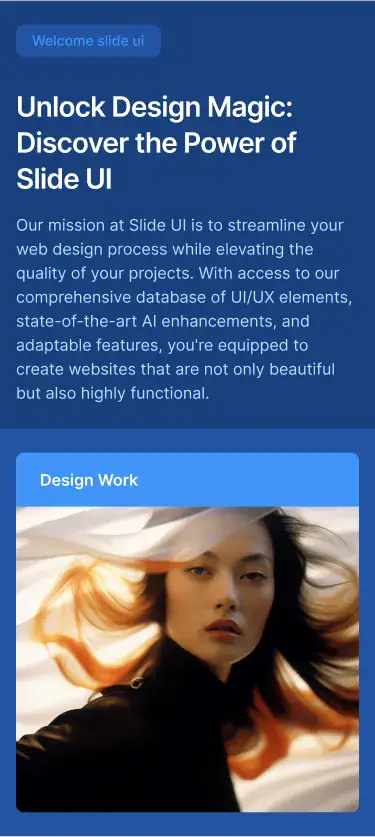 Welcome slide ui
Unlock Design Magic:
Discover the Power of
Slide UI
Our mission at Slide UI is to streamline your
web design process while elevating the
quality of your projects. With access to our
comprehensive database of UI/UX elements,
state-of-the-art AI enhancements, and
adaptable features, you're equipped to
create websites that are not only beautiful
but also highly functional.
Design Work